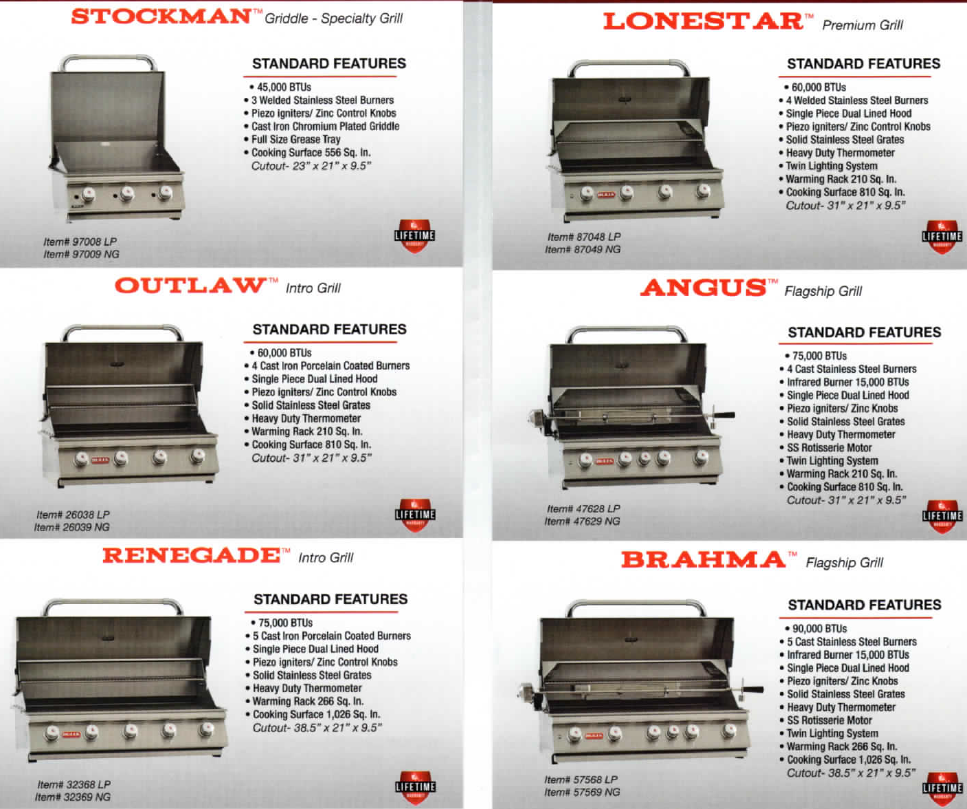 STOCKMAN™ Griddle - Specialty Grill
STANDARD FEATURES
• 45,000 BTUs
• 3 Welded Stainless Steel Burners
• Piezo igniters/ Zinc Control Knobs
• Cast Iron Chromium Plated Griddle
• Full Size Grease Tray
• Cooking Surface 556 Sq. In.
Cutout- 23" x 21" x 9.5"
Item# 97008 LP
Item# 97009 NG
LIFETIME
WARRANTY
OUTLAW™ Intro Grill
STANDARD FEATURES
• 60,000 BTUs
• 4 Cast Iron Porcelain Coated Burners
• Single Piece Dual Lined Hood
• Piezo igniters/ Zinc Control Knobs
• Solid Stainless Steel Grates
• Heavy Duty Thermometer
• Warming Rack 210 Sq. In.
• Cooking Surface 810 Sq. In.
Cutout- 31" x 21" x 9.5"
BULL
Item# 26038 LP
Item# 26039 NG
LIFETIME
WARRANTY
RENEGADE™ Intro Grill
STANDARD FEATURES
• 75,000 BTUs
• 5 Cast Iron Porcelain Coated Burners
• Single Piece Dual Lined Hood
• Piezo igniters/ Zinc Control Knobs
• Solid Stainless Steel Grates
• Heavy Duty Thermometer
• Warming Rack 266 Sq. In.
• Cooking Surface 1,026 Sq. In.
Cutout- 38.5" x 21" x 9.5"
Item# 32368 LP
Item# 32369 NG
LIFETIME
WARRANTY
LONESTAR™ Premium Grill
STANDARD FEATURES
• 60,000 BTUs
• 4 Welded Stainless Steel Burners
• Single Piece Dual Lined Hood
• Piezo igniters/ Zinc Control Knobs
• Solid Stainless Steel Grates
• Heavy Duty Thermometer
• Twin Lighting System
• Warming Rack 210 Sq. In.
• Cooking Surface 810 Sq. In.
Cutout- 31" x 21" x 9.5"
Item# 87048 LP
Item# 87049 NG
LIFETIME
WARRANTY
ANGUS™ Flagship Grill
STANDARD FEATURES
• 75,000 BTUs
• 4 Cast Stainless Steel Burners
• Infrared Burner 15,000 BTUs
• Single Piece Dual Lined Hood
• Piezo igniters/ Zinc Knobs
• Solid Stainless Steel Grates
• Heavy Duty Thermometer
• SS Rotisserie Motor
• Twin Lighting System
• Warming Rack 210 Sq. In.
• Cooking Surface 810 Sq. In.
Cutout- 31" x 21" x 9.5"
Item# 47628 LP
Item# 47629 NG
LIFETIME
WARRANTY
BRAHMA™ Flagship Grill
STANDARD FEATURES
• 90,000 BTUs
• 5 Cast Stainless Steel Burners
• Infrared Burner 15,000 BTUs
• Single Piece Dual Lined Hood
• Piezo igniters/ Zinc Knobs
• Solid Stainless Steel Grates
• Heavy Duty Thermometer
• SS Rotisserie Motor
• Twin Lighting System
• Warming Rack 266 Sq. In.
• Cooking Surface 1,026 Sq. In.
Cutout- 38.5" x 21" x 9.5"
Item# 57568 LP
Item# 57569 NG
LIFETIME
WARRANTY